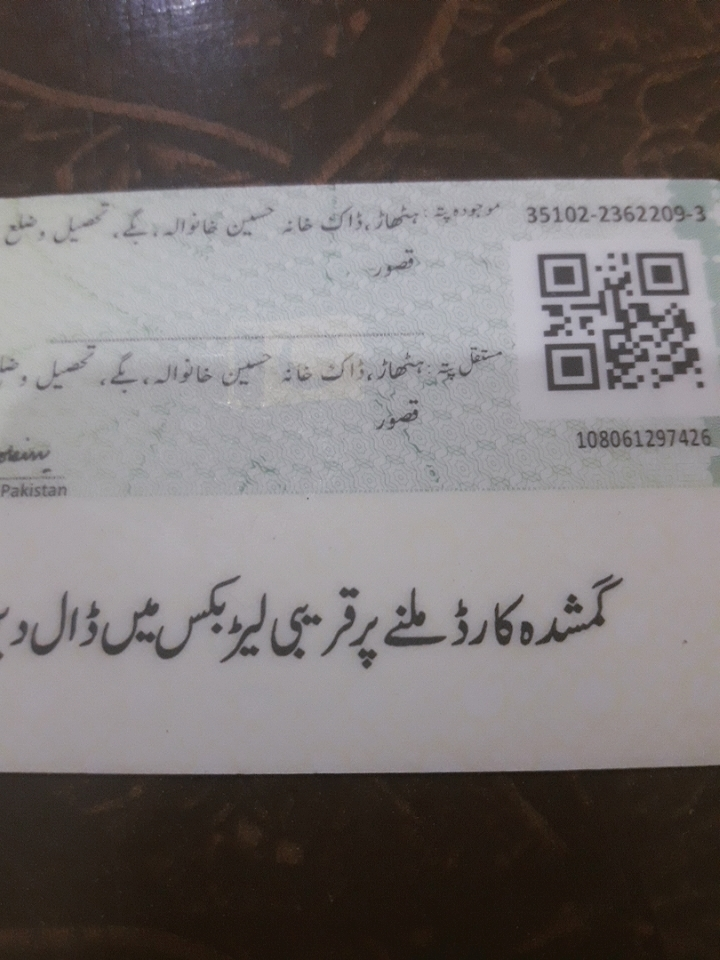 35102-2362209-3
موجودہ پتہ : ہٹھاڑ، ڈاک خانہ حسین خانوالہ، بگے، تحصیل و ضلع
قصور
مستقل پتہ : ہٹھاڑ، ڈاک خانہ حسین خانوالہ، بگے، تحصیل و
قصور
108061297426
Pakistan
گمشدہ کارڈ ملنے پر قریبی لیٹر بکس میں ڈال